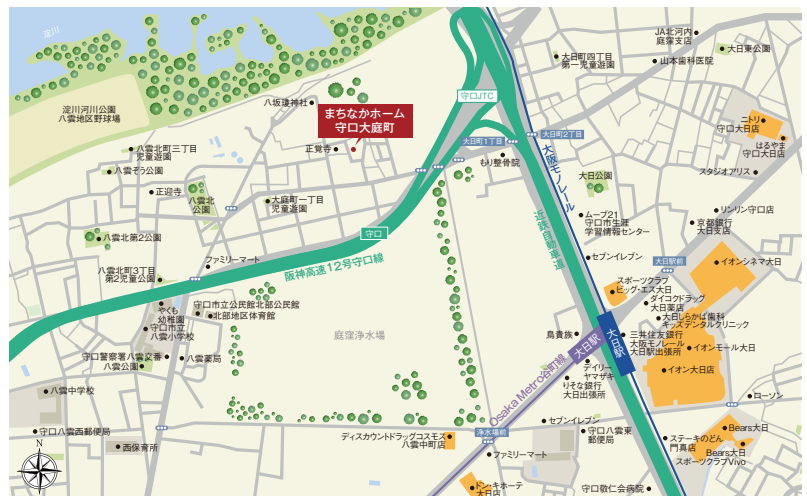 淀川
淀川河川公園
八雲地区野球場
八坂瓊神社
まちなかホーム
守口大庭町
正覚寺
守口JTC
大日町1丁目
大日町2丁目
もり整骨院
大阪モノレール
近鉄自動車道
大日町四丁目
第一児童遊園
JA北河内
庭窪支店
山本歯科医院
大日東公園
ニトリ
守口大日店
はるやま
守口大日店
スタジオアリス
大日公園
リンリン守口店
京都銀行
大日支店
ムーブ21
守口市生涯
学習情報センター
セブンイレブン
大日駅前
イオンシネマ大日
スポーツクラブ
ビッグ・エス大日
ダイコクドラッグ
大日薬店
大日しらかば歯科
キッズデンタルクリニック
三井住友銀行
大阪モノレール
大日駅出張所
イオンモール大日
イオン大日店
鳥貴族
大日駅
大日駅
Osaka Metro谷町線
デイリー
ヤマザキ
りそな銀行
大日出張所
ローソン
Bears大日
Bears大日
スポーツクラブVivo
ステーキのどん
門真店
セブンイレブン
守口八雲東
郵便局
浄水場前
ファミリーマート
ディスカウントドラッグコスモス
八雲中町店
ドン・キホーテ
大日店
守口敬仁会病院
八雲北町三丁目
児童遊園
八雲ぞう公園
正迎寺
八雲北
公園
大庭町一丁目
児童遊園
八雲北第2公園
守口
阪神高速12号守口線
ファミリーマート
八雲北町3丁目
第2児童公園
やくも
幼稚園
守口市立
八雲小学校
守口市立公民館北部公民館
北部地区体育館
庭窪浄水場
守口警察署八雲交番
八雲公園
八雲薬局
八雲中学校
守口八雲西郵便局
西保育所
N